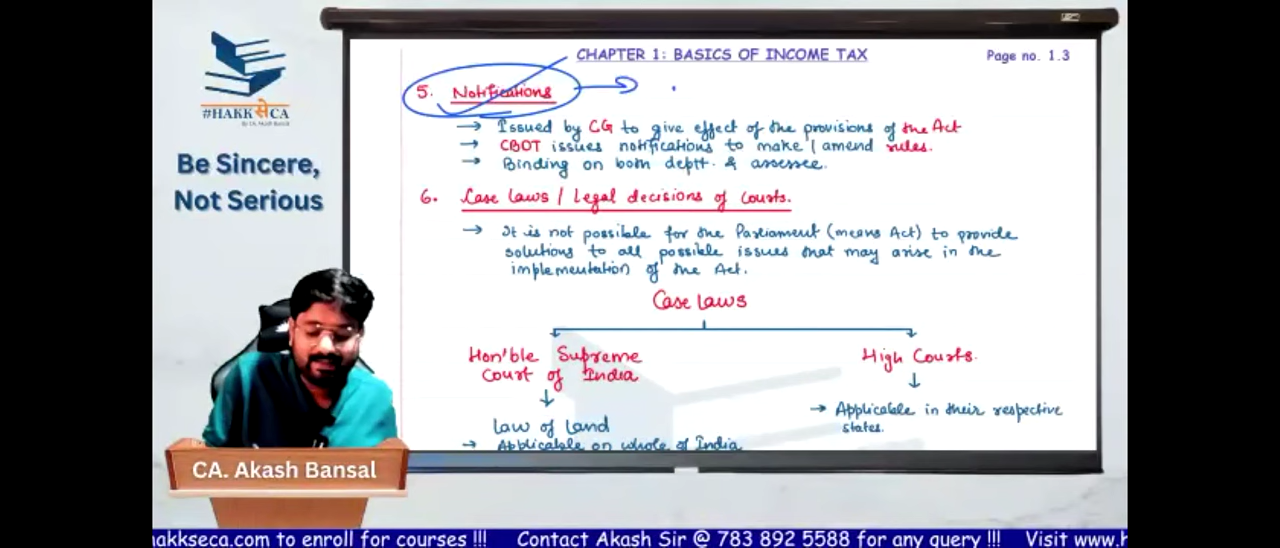 #HAKKसेCA
By CA. Akash Bansal
Be Sincere,
Not Serious
CA. Akash Bansal
CHAPTER 1: BASICS OF INCOME TAX
Page no. 1.3
5. Notifications
→ Issued by CG to give effect of the provisions of the Act
→ CBDT issues notifications to make / amend rules.
→ Binding on both deptt. & assessee.
6. Case laws / Legal decisions of Courts.
→ It is not possible for the Parliament (means Act) to provide
solutions to all possible issues that may arise in the
implementation of the Act.
Case Laws
Hon'ble Supreme
Court of India
Law of Land
→ Applicable on whole of India
High Courts.
→ Applicable in their respective
states.
hakkseca.com to enroll for courses !!! Contact Akash Sir @ 783 892 5588 for any query !!! Visit www.h